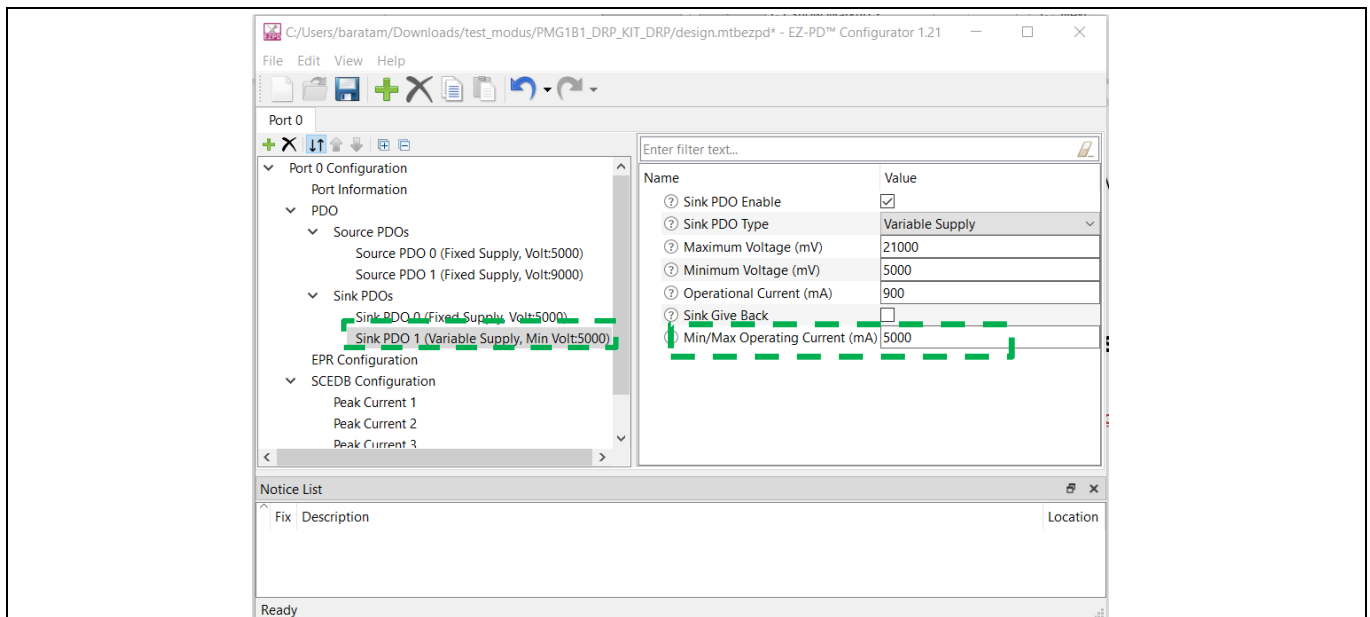 C:/Users/baratam/Downloads/test_modus/PMG1B1_DRP_KIT_DRP/design.mtbezpd* - EZ-PD™ Configurator 1.21
File Edit View Help
Port 0
Port 0 Configuration
Port Information
PDO
Source PDOs
Source PDO 0 (Fixed Supply, Volt:5000)
Source PDO 1 (Fixed Supply, Volt:9000)
Sink PDOs
Sink PDO 0 (Fixed Supply, Volt:5000)
Sink PDO 1 (Variable Supply, Min Volt:5000)
EPR Configuration
SCEDB Configuration
Peak Current 1
Peak Current 2
Peak Current 3
Enter filter text...
Name Value
Sink PDO Enable
Sink PDO Type Variable Supply
Maximum Voltage (mV) 21000
Minimum Voltage (mV) 5000
Operational Current (mA) 900
Sink Give Back
Min/Max Operating Current (mA) 5000
Notice List
Fix Description Location
Ready